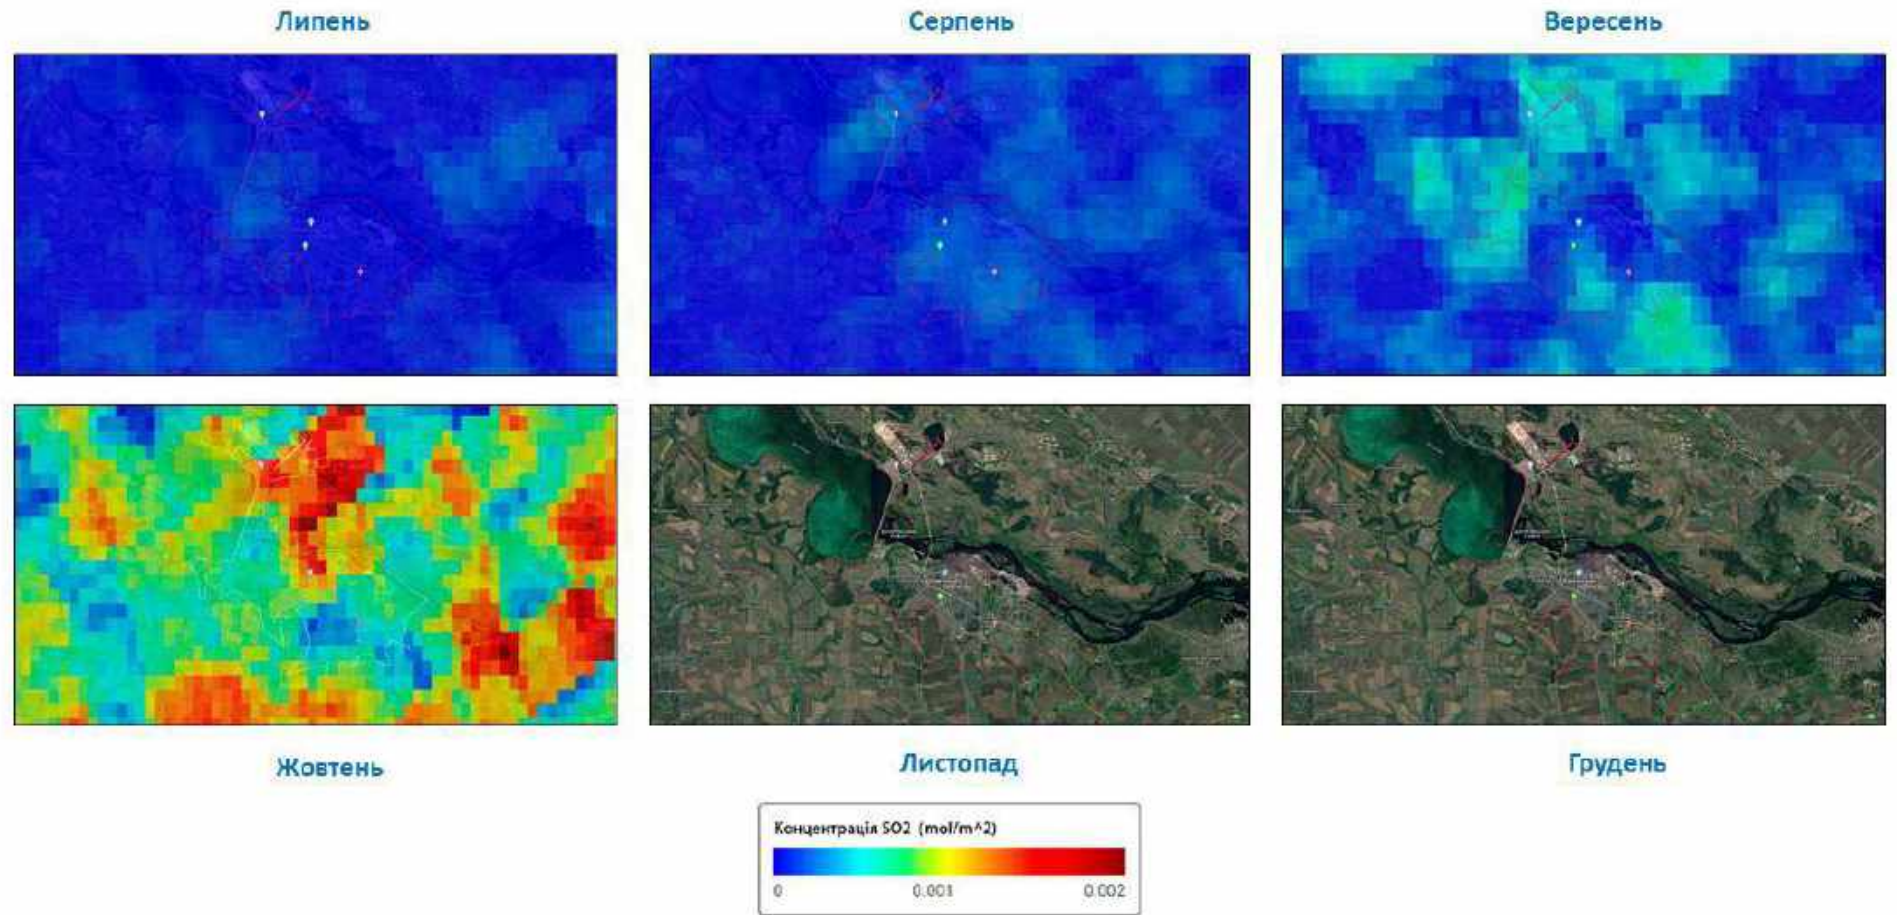 Липень
Серпень
Вересень
Жовтень
Листопад
Грудень
Концентрація SO2 (mol/m^2)
0
0.001
0.002